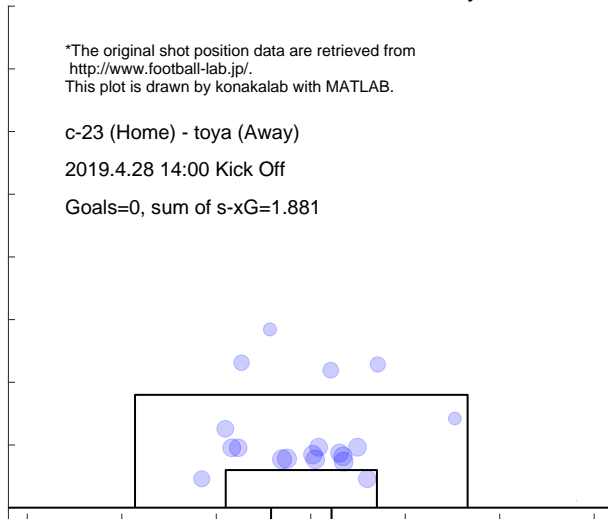 *The original shot position data are retrieved from
http://www.football-lab.jp/.
This plot is drawn by konakalab with MATLAB.
c-23 (Home) - toya (Away)
2019.4.28 14:00 Kick Off
Goals=0, sum of s-xG=1.881